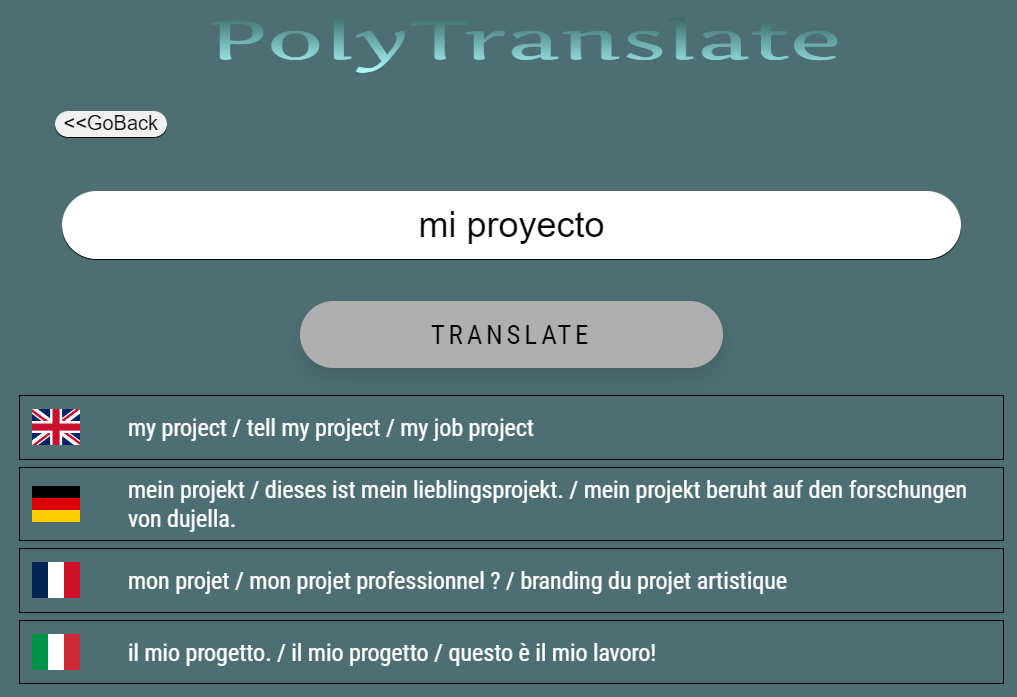 PolyTranslate
<<GoBack
mi proyecto
TRANSLATE
my project / tell my project / my job project
mein projekt / dieses ist mein lieblingsprojekt. / mein projekt beruht auf den forschungen
von dujella.
mon projet / mon projet professionnel ? / branding du projet artistique
il mio progetto. / il mio progetto / questo è il mio lavoro!